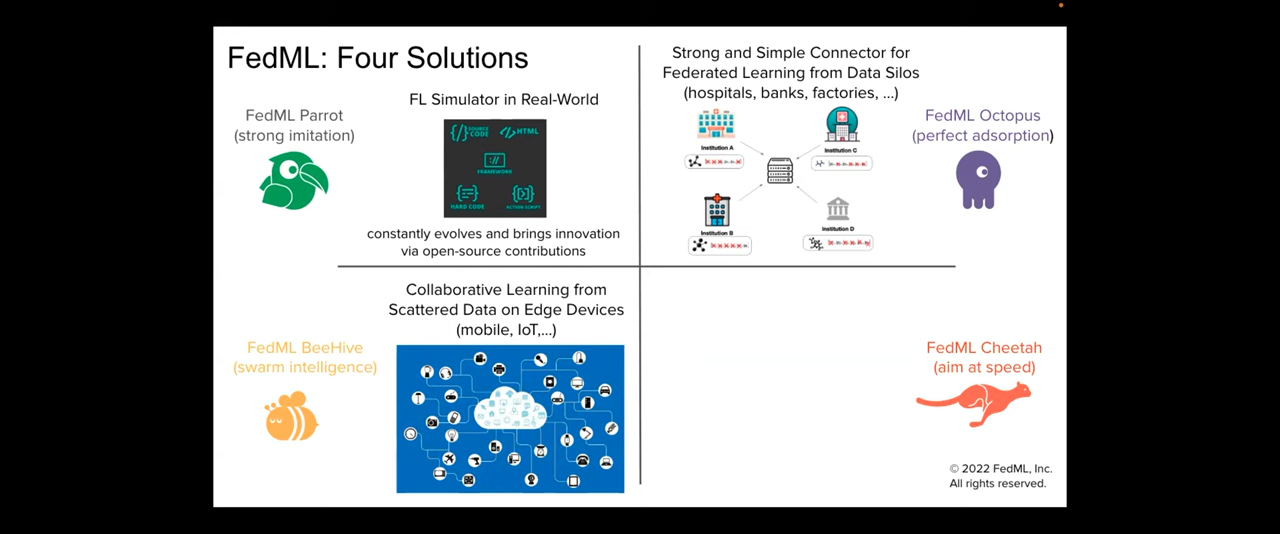 FedML: Four Solutions
FedML Parrot
(strong imitation)
FL Simulator in Real-World
SOURCE
CODE
HTML
FRAMEWORK
HARD CODE
ACTION SCRIPT
constantly evolves and brings innovation
via open-source contributions
Strong and Simple Connector for
Federated Learning from Data Silos
(hospitals, banks, factories, ...)
Institution A
Institution C
Institution B
Institution D
FedML Octopus
(perfect adsorption)
Collaborative Learning from
Scattered Data on Edge Devices
(mobile, IoT,...)
FedML BeeHive
(swarm intelligence)
FedML Cheetah
(aim at speed)
© 2022 FedML, Inc.
All rights reserved.